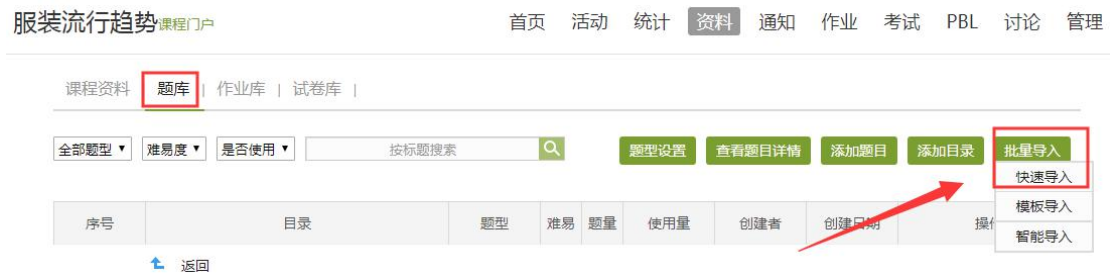 服装流行趋势课程门户 首页 活动 统计 资料 通知 作业 考试 PBL 讨论 管理
课程资料 题库 | 作业库 | 试卷库 |
全部题型 难易度 是否使用 按标题搜索 题型设置 查看题目详情 添加题目 添加目录 批量导入
快速导入
模板导入
智能导入
序号 目录 题型 难易 题量 使用量 创建者 创建日期
返回